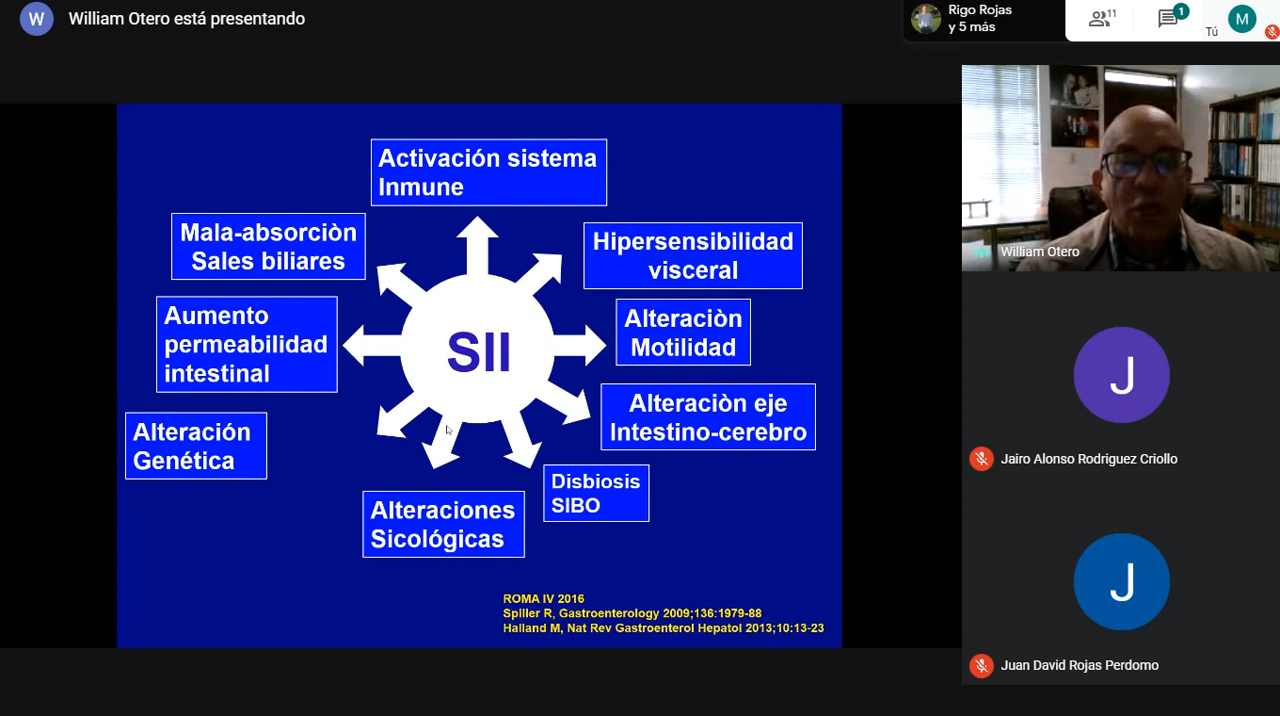 W
William Otero está presentando
Rigo Rojas
y 5 más
11
1
Tú
M
Activación sistema
Inmune
Mala-absorciòn
Sales biliares
Hipersensibilidad
visceral
Aumento
permeabilidad
intestinal
SII
Alteraciòn
Motilidad
Alteraciòn eje
Intestino-cerebro
Alteración
Genética
Disbiosis
SIBO
Alteraciones
Sicológicas
ROMA IV 2016
Spiller R, Gastroenterology 2009;136:1979-88
Halland M, Nat Rev Gastroenterol Hepatol 2013;10:13-23
William Otero
J
Jairo Alonso Rodriguez Criollo
J
Juan David Rojas Perdomo